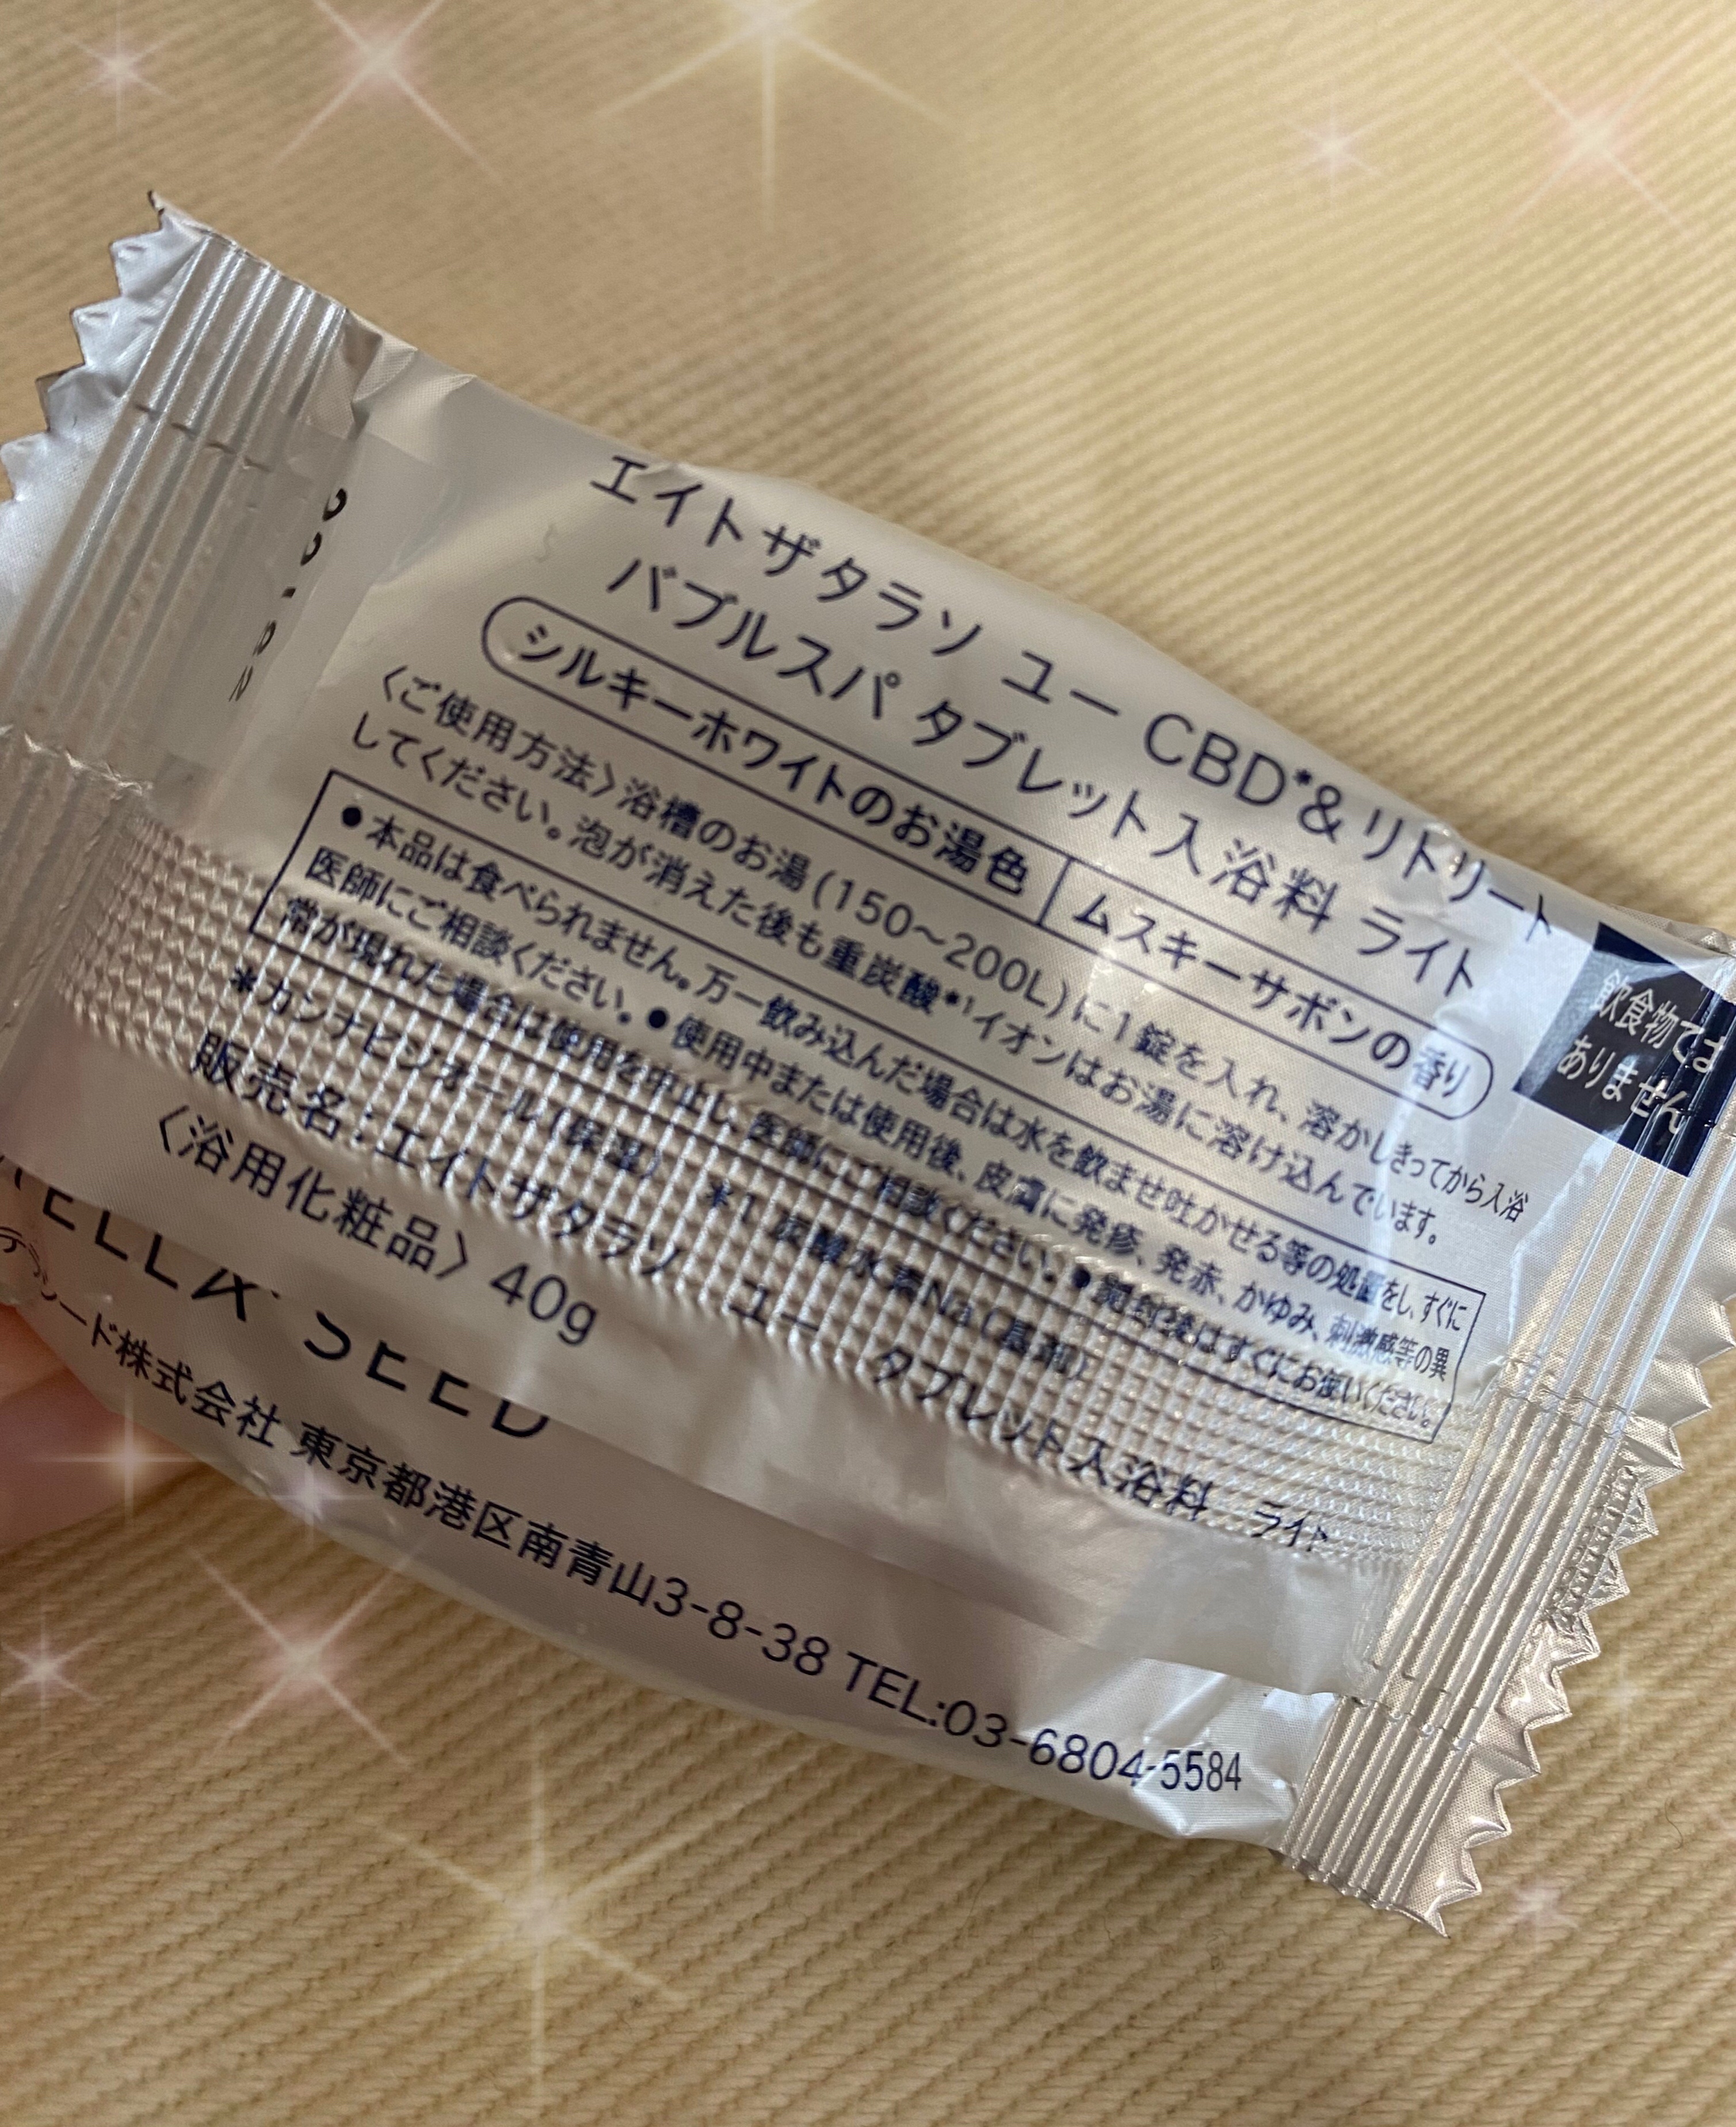 エイトザタラソ ユー CBD*&リトリート
バブルスパ タブレット入浴料 ライト
シルキーホワイトのお湯色 | ムスキーサボンの香り
〈ご使用方法〉浴槽のお湯(150～200L)に1錠を入れ、溶かしきってから入浴
してください。泡が消えた後も重炭酸*¹イオンはお湯に溶け込んでいます。
●本品は食べられません。万一飲み込んだ場合は水を飲ませ吐かせる等の処置をし、すぐに
医師にご相談ください。●使用中または使用後、皮膚に発疹、発赤、かゆみ、刺激感等の異
常が現れた場合は使用を中止し、医師にご相談ください。●開封後はすぐにお使いください。
*カンナビジオール(保湿) *1 炭酸水素Na(基剤)
販売名:エイトザタラソ ユー タブレット入浴料 ライト
〈浴用化粧品〉40g
飲食物では
ありません
SEED
シード株式会社 東京都港区南青山3-8-38 TEL:03-6804-5584